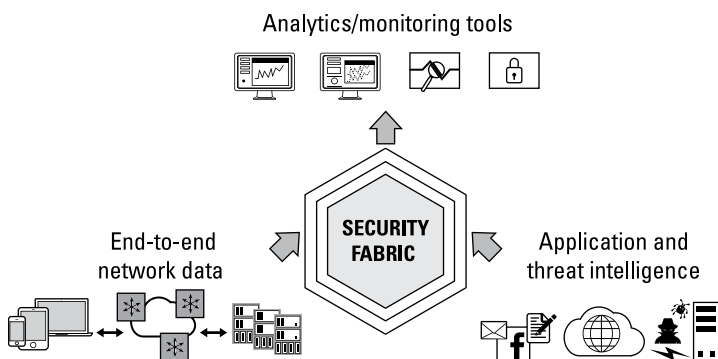 Analytics/monitoring tools
SECURITY
FABRIC
End-to-end
network data
Application and
threat intelligence
f